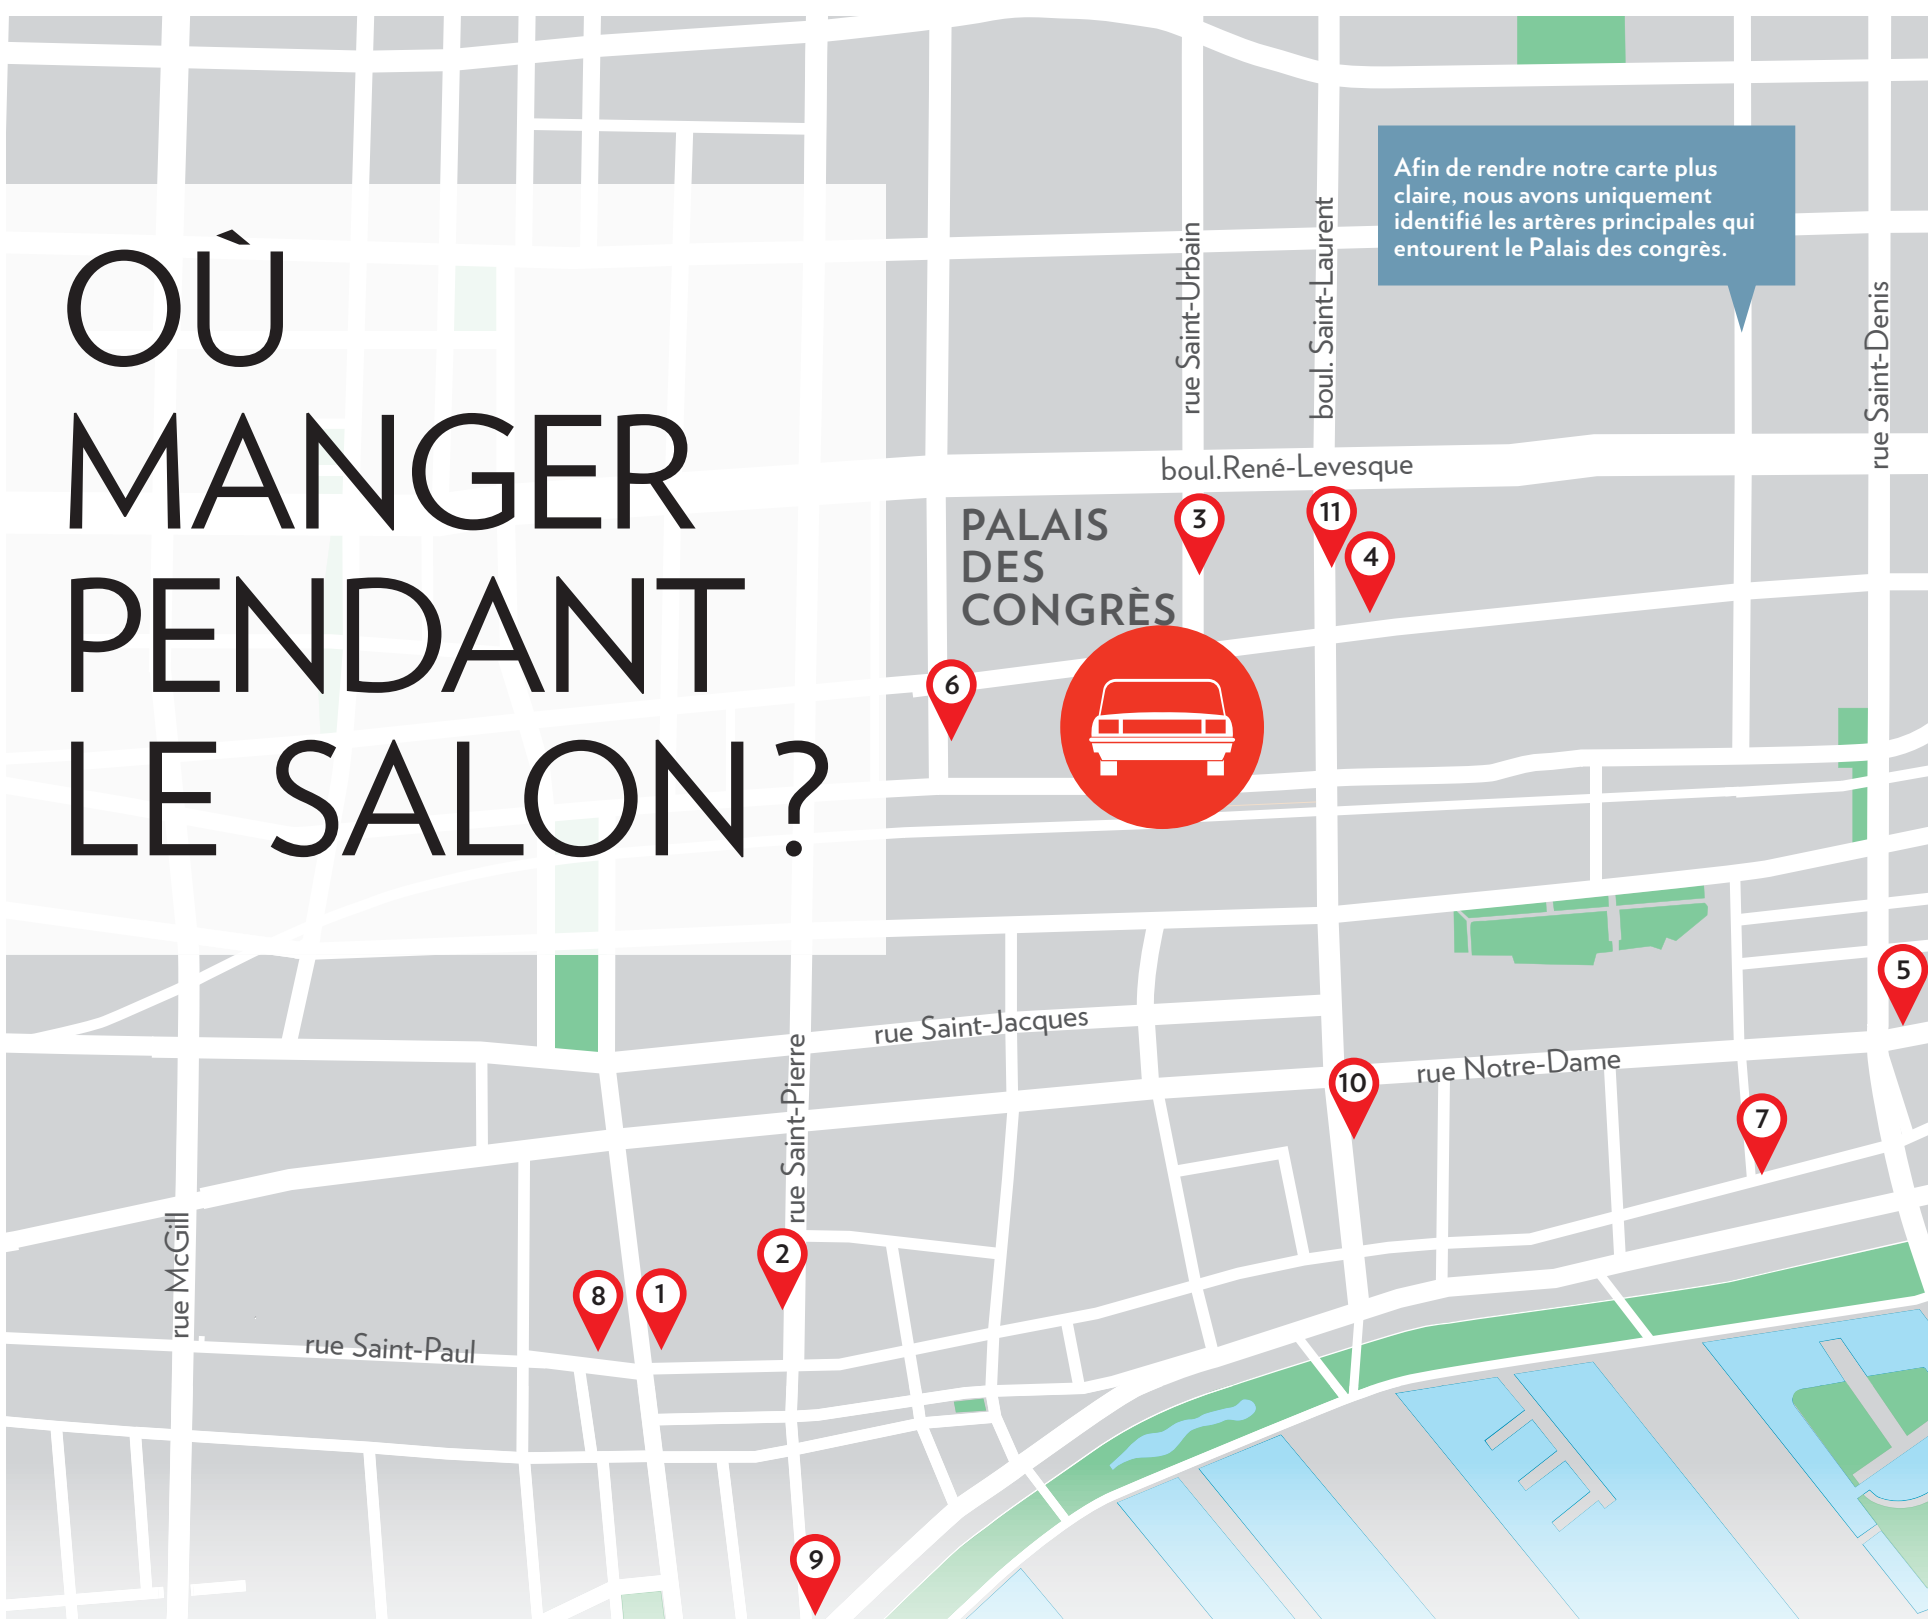 OÙ
MANGER
PENDANT
LE SALON ?
Afin de rendre notre carte plus
claire, nous avons uniquement
identifié les artères principales qui
entourent le Palais des congrès.
rue Saint-Urbain
boul. Saint-Laurent
rue Saint-Denis
boul.René-Levesque
PALAIS
DES
CONGRÈS
3
11
4
6
5
rue Saint-Jacques
rue Saint-Pierre
rue Notre-Dame
10
7
rue McGill
2
8
1
rue Saint-Paul
9